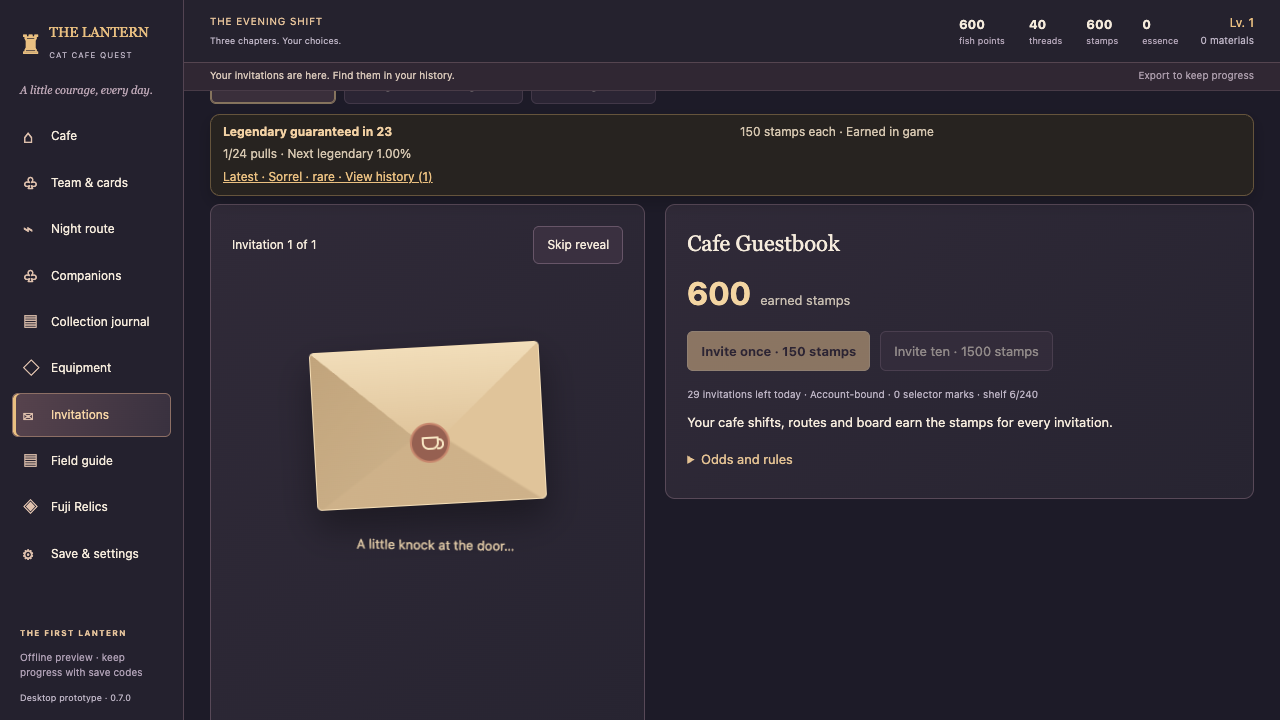 THE LANTERN
CAT CAFE QUEST
A little courage, every day.
Cafe
Team & cards
Night route
Companions
Collection journal
Equipment
Invitations
Field guide
Fuji Relics
Save & settings
THE FIRST LANTERN
Offline preview · keep
progress with save codes
Desktop prototype · 0.7.0
THE EVENING SHIFT
Three chapters. Your choices.
600
fish points
40
threads
600
stamps
0
essence
Lv. 1
0 materials
Your invitations are here. Find them in your history.
Export to keep progress
Legendary guaranteed in 23
150 stamps each · Earned in game
1/24 pulls · Next legendary 1.00%
Latest · Sorrel · rare · View history (1)
Invitation 1 of 1
Skip reveal
A little knock at the door...
Cafe Guestbook
600 earned stamps
Invite once · 150 stamps
Invite ten · 1500 stamps
29 invitations left today · Account-bound · 0 selector marks · shelf 6/240
Your cafe shifts, routes and board earn the stamps for every invitation.
Odds and rules